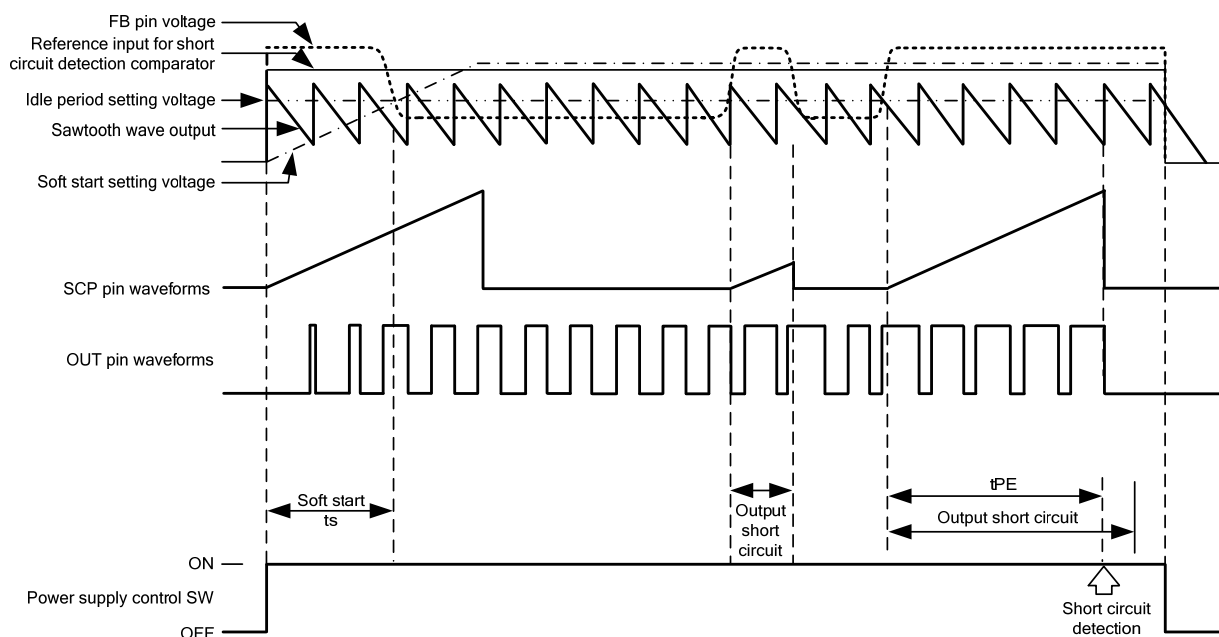 FB pin voltage
Reference input for short
circuit detection comparator
Idle period setting voltage
Sawtooth wave output
Soft start setting voltage
SCP pin waveforms
OUT pin waveforms
Soft start
ts
Output
short
circuit
tPE
Output short circuit
ON
Power supply control SW
OFF
Short circuit
detection